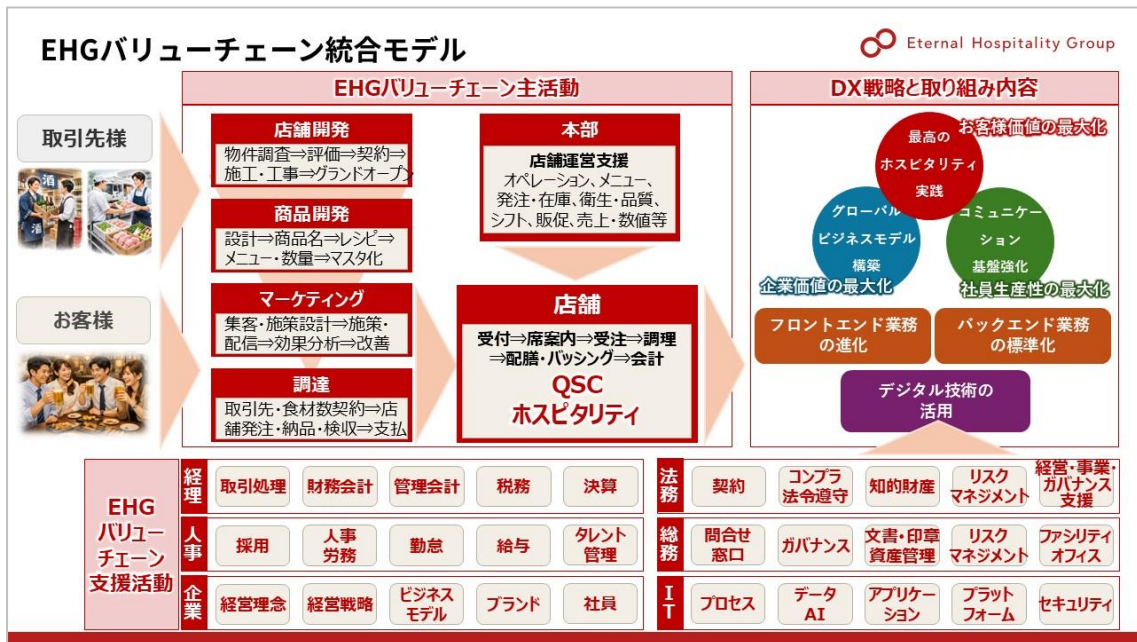 EHGバリューチェーン統合モデル
Eternal Hospitality Group
取引先様
酒
酒
お客様
EHGバリューチェーン主活動
店舗開発
物件調査⇒評価⇒契約⇒
施工・工事⇒グランドオープン
商品開発
設計⇒商品名⇒レシピ⇒
メニュー・数量⇒マスタ化
マーケティング
集客・施策設計⇒施策・
配信⇒効果分析⇒改善
調達
取引先・食材数契約⇒店
舗発注・納品・検収⇒支払
本部
店舗運営支援
オペレーション、メニュー、
発注・在庫、衛生・品質、
シフト、販促、売上・数値等
店舗
受付⇒席案内⇒受注⇒調理
⇒配膳・バッシング⇒会計
QSC
ホスピタリティ
DX戦略と取り組み内容
お客様価値の最大化
最高の
ホスピタリティ
実践
グローバル
ビジネスモデル
構築
企業価値の最大化
コミュニケー
ション
基盤強化
社員生産性の最大化
フロントエンド業務
の進化
バックエンド業務
の標準化
デジタル技術の
活用
EHG
バリュー
チェーン
支援活動
経理
取引処理
財務会計
管理会計
税務
決算
人事
採用
人事
労務
勤怠
給与
タレント
管理
企業
経営理念
経営戦略
ビジネス
モデル
ブランド
社員
法務
契約
コンプラ
法令遵守
知的財産
リスク
マネジメント
経営・事業・
ガバナンス
支援
総務
問合せ
窓口
ガバナンス
文書・印章
資産管理
リスク
マネジメント
ファシリティ
オフィス
IT
プロセス
データ
AI
アプリケー
ション
プラット
フォーム
セキュリティ